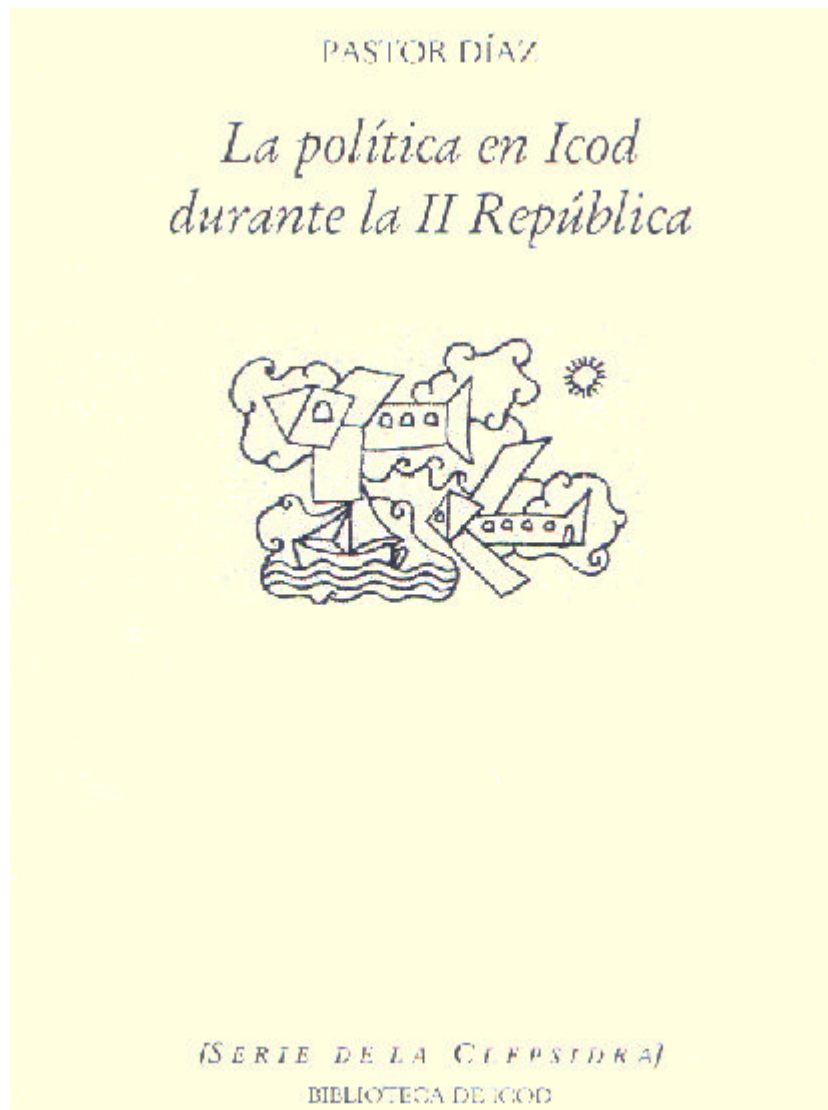 PASTOR DÍAZ
La política en Icod
durante la II República
{SERIE DE LA CLEPSIDRA}
BIBLIOTECA DE ICOD